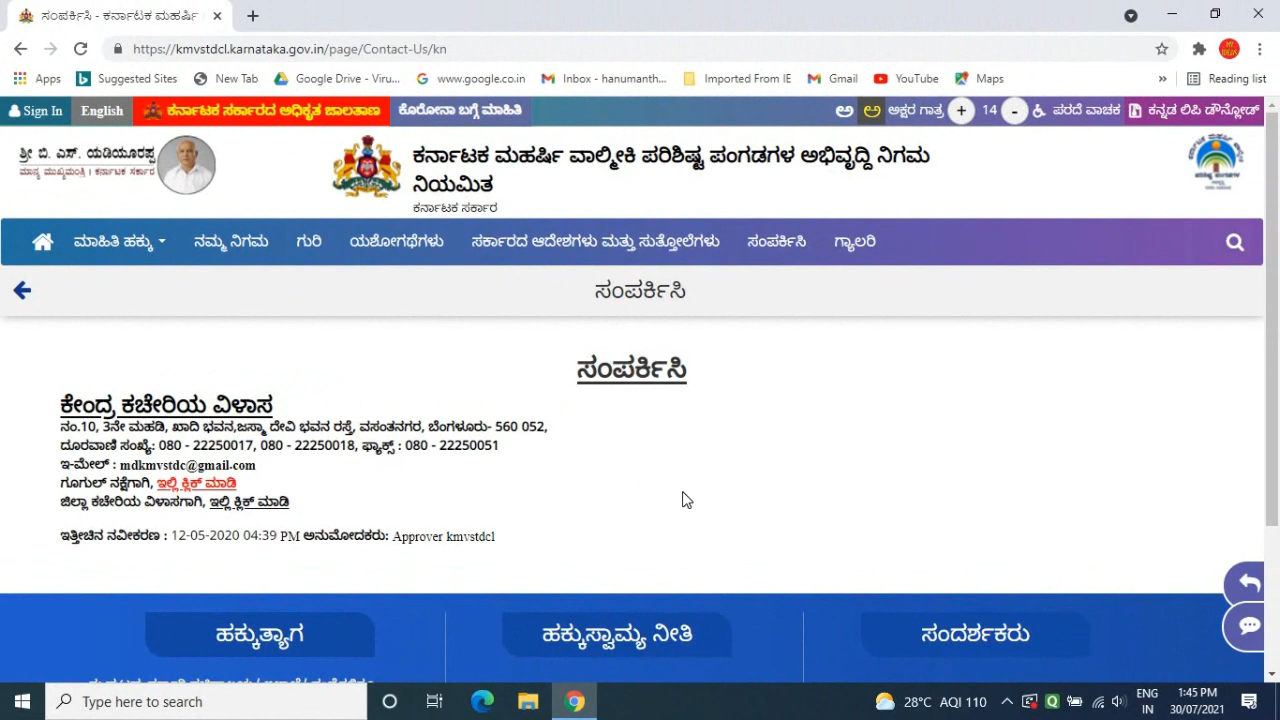 ಸಂಪರ್ಕಿಸಿ - ಕರ್ನಾಟಕ ಮಹರ್ಷಿ
https://kmvstdcl.karnataka.gov.in/page/Contact-Us/kn
Apps Suggested Sites New Tab Google Drive - Viru... www.google.co.in Inbox - hanumanth... Imported From IE Gmail YouTube Maps » Reading list
Sign In English ಕರ್ನಾಟಕ ಸರ್ಕಾರದ ಅಧಿಕೃತ ಜಾಲತಾಣ ಕೊರೋನಾ ಬಗ್ಗೆ ಮಾಹಿತಿ ಅ ಅ ಅಕ್ಷರ ಗಾತ್ರ + 14 - ಪರದೆ ವಾಚಕ ಕನ್ನಡ ಲಿಪಿ ಡೌನ್ಲೋಡ್
ಶ್ರೀ ಬಿ. ಎಸ್. ಯಡಿಯೂರಪ್ಪ
ಮಾನ್ಯ ಮುಖ್ಯಮಂತ್ರಿ | ಕರ್ನಾಟಕ ಸರ್ಕಾರ
ಕರ್ನಾಟಕ ಮಹರ್ಷಿ ವಾಲ್ಮೀಕಿ ಪರಿಶಿಷ್ಟ ಪಂಗಡಗಳ ಅಭಿವೃದ್ದಿ ನಿಗಮ
ನಿಯಮಿತ
ಕರ್ನಾಟಕ ಸರ್ಕಾರ
ಮಾಹಿತಿ ಹಕ್ಕು ನಮ್ಮ ನಿಗಮ ಗುರಿ ಯಶೋಗಥೆಗಳು ಸರ್ಕಾರದ ಆದೇಶಗಳು ಮತ್ತು ಸುತ್ತೋಲೆಗಳು ಸಂಪರ್ಕಿಸಿ ಗ್ಯಾಲರಿ
ಸಂಪರ್ಕಿಸಿ
ಸಂಪರ್ಕಿಸಿ
ಕೇಂದ್ರ ಕಚೇರಿಯ ವಿಳಾಸ
ನಂ.10, 3ನೇ ಮಹಡಿ, ಖಾದಿ ಭವನ,ಜಸ್ಮಾ ದೇವಿ ಭವನ ರಸ್ತೆ, ವಸಂತನಗರ, ಬೆಂಗಳೂರು- 560 052,
ದೂರವಾಣಿ ಸಂಖ್ಯೆ: 080 - 22250017, 080 - 22250018, ಫ್ಯಾಕ್ಸ್ : 080 - 22250051
ಇ-ಮೇಲ್ : mdkmvstdc@gmail.com
ಗೂಗುಲ್ ನಕ್ಷೆಗಾಗಿ, ಇಲ್ಲಿ ಕ್ಲಿಕ್ ಮಾಡಿ
ಜಿಲ್ಲಾ ಕಚೇರಿಯ ವಿಳಾಸಗಾಗಿ, ಇಲ್ಲಿ ಕ್ಲಿಕ್ ಮಾಡಿ
ಇತ್ತೀಚಿನ ನವೀಕರಣ : 12-05-2020 04:39 PM ಅನುಮೋದಕರು: Approver kmvstdcl
ಹಕ್ಕುತ್ಯಾಗ ಹಕ್ಕುಸ್ವಾಮ್ಯ ನೀತಿ ಸಂದರ್ಶಕರು
Type here to search 28°C AQI 110 ENG 1:45 PM
IN 30/07/2021